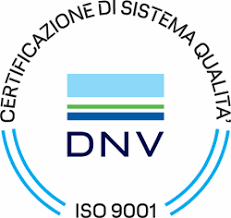 CERTIFICAZIONE DI SISTEMA QUALITA'
DNV
ISO 9001